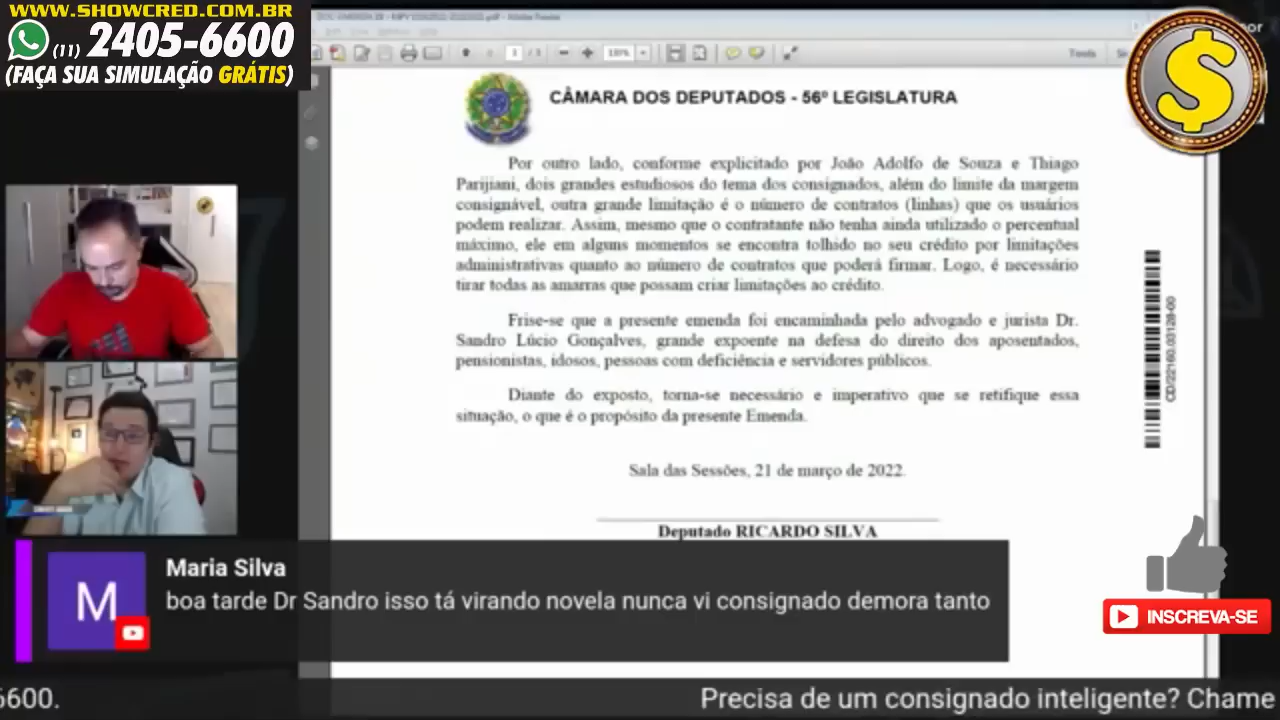 WWW.SHOWCRED.COM.BR
(11) 2405-6600
(FAÇA SUA SIMULAÇÃO GRÁTIS)
CÂMARA DOS DEPUTADOS - 56º LEGISLATURA
Por outro lado, conforme explicitado por João Adolfo de Souza e Thiago
Parijiani, dois grandes estudiosos do tema dos consignados, além do limite da margem
consignável, outra grande limitação é o número de contratos (linhas) que os usuários
podem realizar. Assim, mesmo que o contratante não tenha ainda utilizado o percentual
máximo, ele em alguns momentos se encontra tolhido no seu crédito por limitações
administrativas quanto ao número de contratos que poderá firmar. Logo, é necessário
tirar todas as amarras que possam criar limitações ao crédito.
Frise-se que a presente emenda foi encaminhada pelo advogado e jurista Dr.
Sandro Lúcio Gonçalves, grande expoente na defesa do direito dos aposentados,
pensionistas, idosos, pessoas com deficiência e servidores públicos.
Diante do exposto, torna-se necessário e imperativo que se retifique essa
situação, o que é o propósito da presente Emenda.
Sala das Sessões, 21 de março de 2022.
Deputado RICARDO SILVA
CD/22160.03128-00
M
Maria Silva
boa tarde Dr Sandro isso tá virando novela nunca vi consignado demora tanto
INSCREVA-SE
6600.
Precisa de um consignado inteligente? Chame